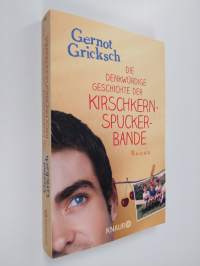 Gernot
Gricksch
DIE
DENKWÜRDIGE
GESCHICHTE DER
KIRSCHKERN-
SPUCKER-
BANDE
Roman
KNAUR